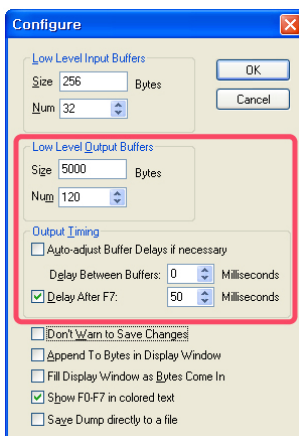 Configure
Low Level Input Buffers
Size 256 Bytes
Num 32
OK
Cancel
Low Level Output Buffers
Size 5000 Bytes
Num 120
Output Timing
Auto-adjust Buffer Delays if necessary
Delay Between Buffers: 0 Milliseconds
Delay After F7: 50 Milliseconds
Don't Warn to Save Changes
Append To Bytes in Display Window
Fill Display Window as Bytes Come In
Show F0-F7 in colored text
Save Dump directly to a file